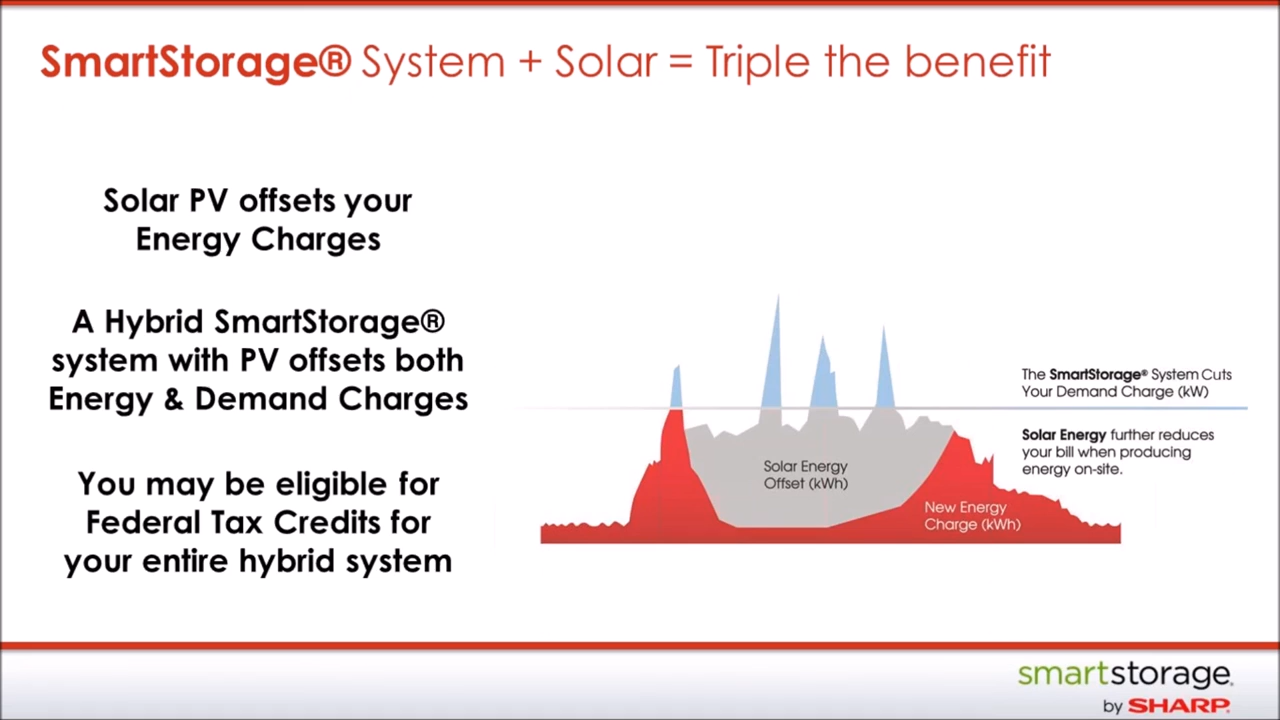 SmartStorage® System + Solar = Triple the benefit
Solar PV offsets your
Energy Charges
A Hybrid SmartStorage®
system with PV offsets both
Energy & Demand Charges
You may be eligible for
Federal Tax Credits for
your entire hybrid system
The SmartStorage® System Cuts
Your Demand Charge (kW)
Solar Energy further reduces
your bill when producing
energy on-site.
Solar Energy
Offset (kWh)
New Energy
Charge (kWh)
smartstorage.
by SHARP